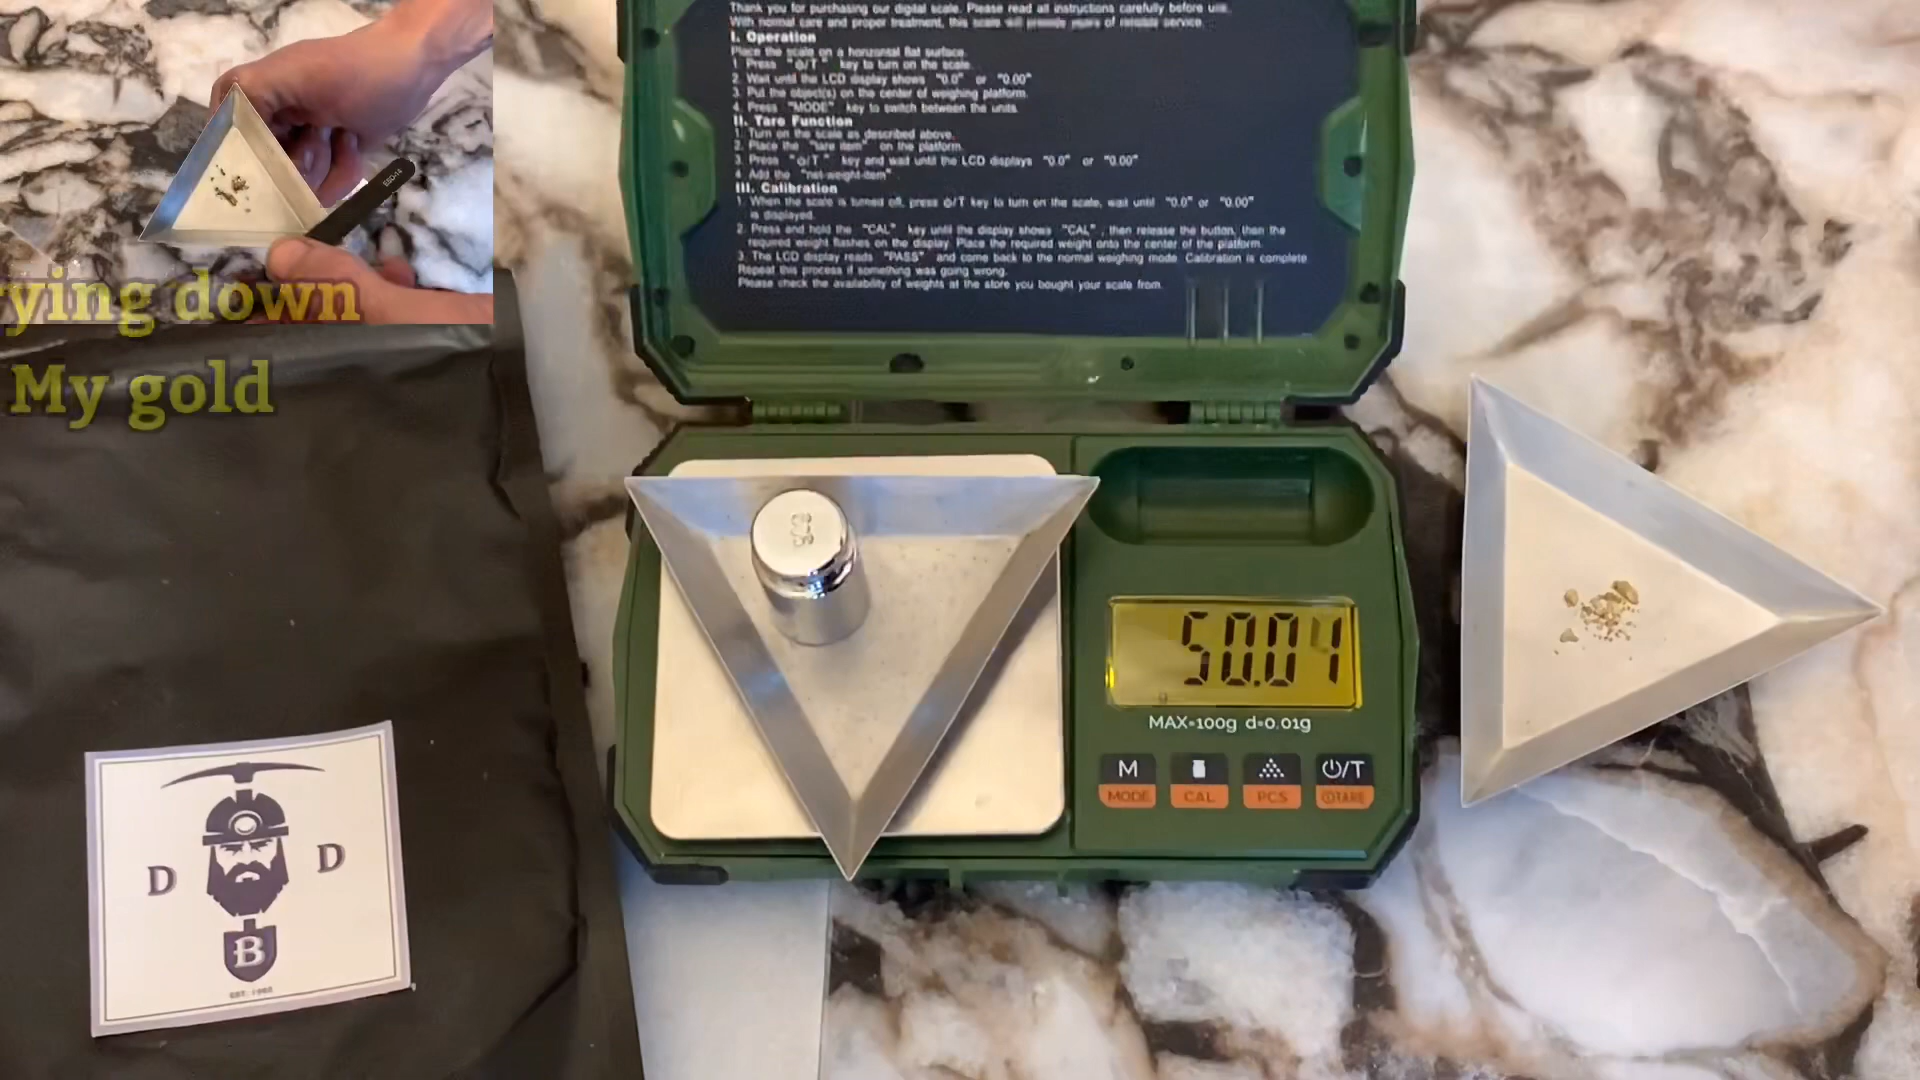 Thank you for purchasing our digital scale. Please read all instructions carefully before use.
With normal care and proper treatment, this scale will provide years of reliable service.
I. Operation
Place the scale on a horizontal flat surface.
1 Press "⏻/T" key to turn on the scale.
2. Wait until the LCD display shows "0.0" or "0.00"
3. Put the object(s) on the center of weighing platform.
4. Press "MODE" key to switch between the units.
II. Tare Function
1. Turn on the scale as described above.
2. Place the "tare item" on the platform.
3. Press "⏻/T" key and wait until the LCD displays "0.0" or "0.00"
4. Add the "net-weight-item"
III. Calibration
1. When the scale is turned off, press ⏻/T key to turn on the scale, wait until "0.0" or "0.00"
is displayed.
2. Press and hold the "CAL" key until the display shows "CAL", then release the button, then the
required weight flashes on the display. Place the required weight onto the center of the platform.
3. The LCD display reads "PASS" and come back to the normal weighing mode. Calibration is complete
Repeat this process if something was going wrong.
Please check the availability of weights at the store you bought your scale from.
ying down
My gold
MAX=100g d=0.01g
M
⏻/T
MODE
CAL
PCS
TARE
D D
B